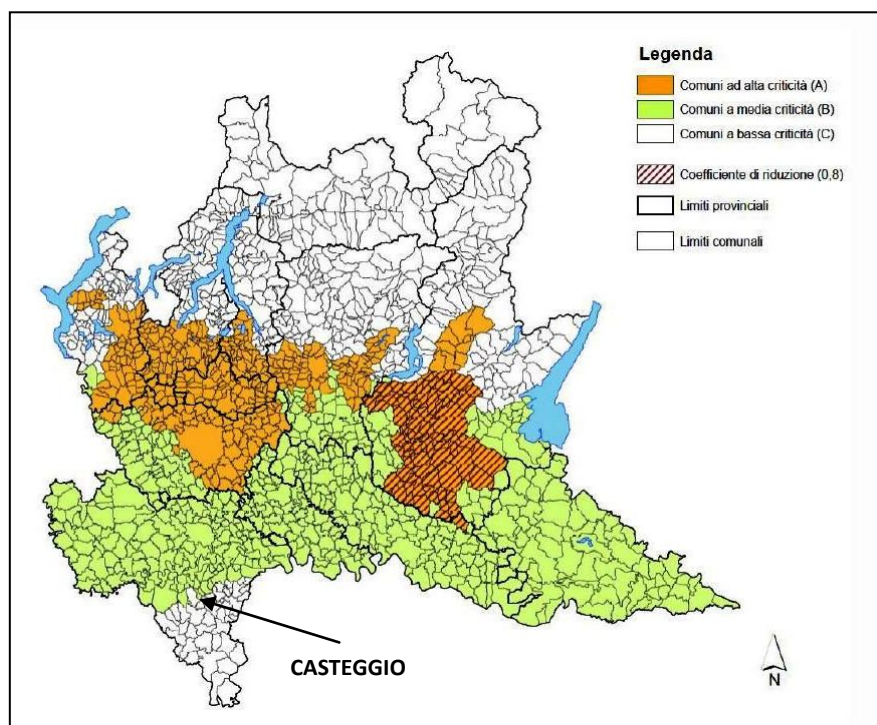 Legenda
Comuni ad alta criticità (A)
Comuni a media criticità (B)
Comuni a bassa criticità (C)
Coefficiente di riduzione (0,8)
Limiti provinciali
Limiti comunali
CASTEGGIO
N